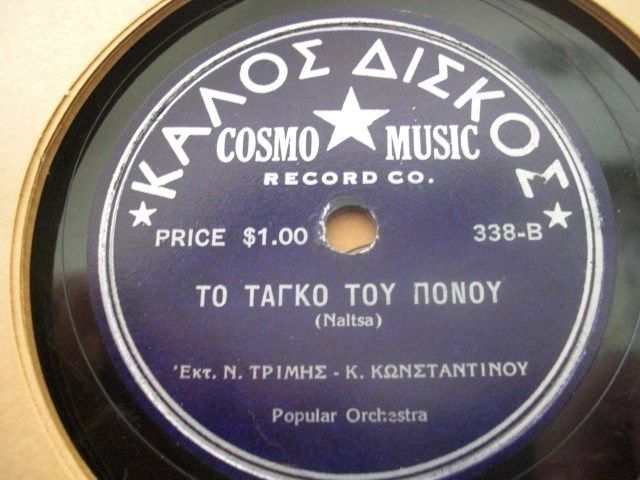 ΚΑΛΟΣ ΔΙΣΚΟΣ
COSMO MUSIC
RECORD CO.
PRICE $1.00 338-B
ΤΟ ΤΑΓΚΟ ΤΟΥ ΠΟΝΟΥ
(Naltsa)
Ἐκτ. Ν. ΤΡΙΜΗΣ - Κ. ΚΩΝΣΤΑΝΤΙΝΟΥ
Popular Orchestra